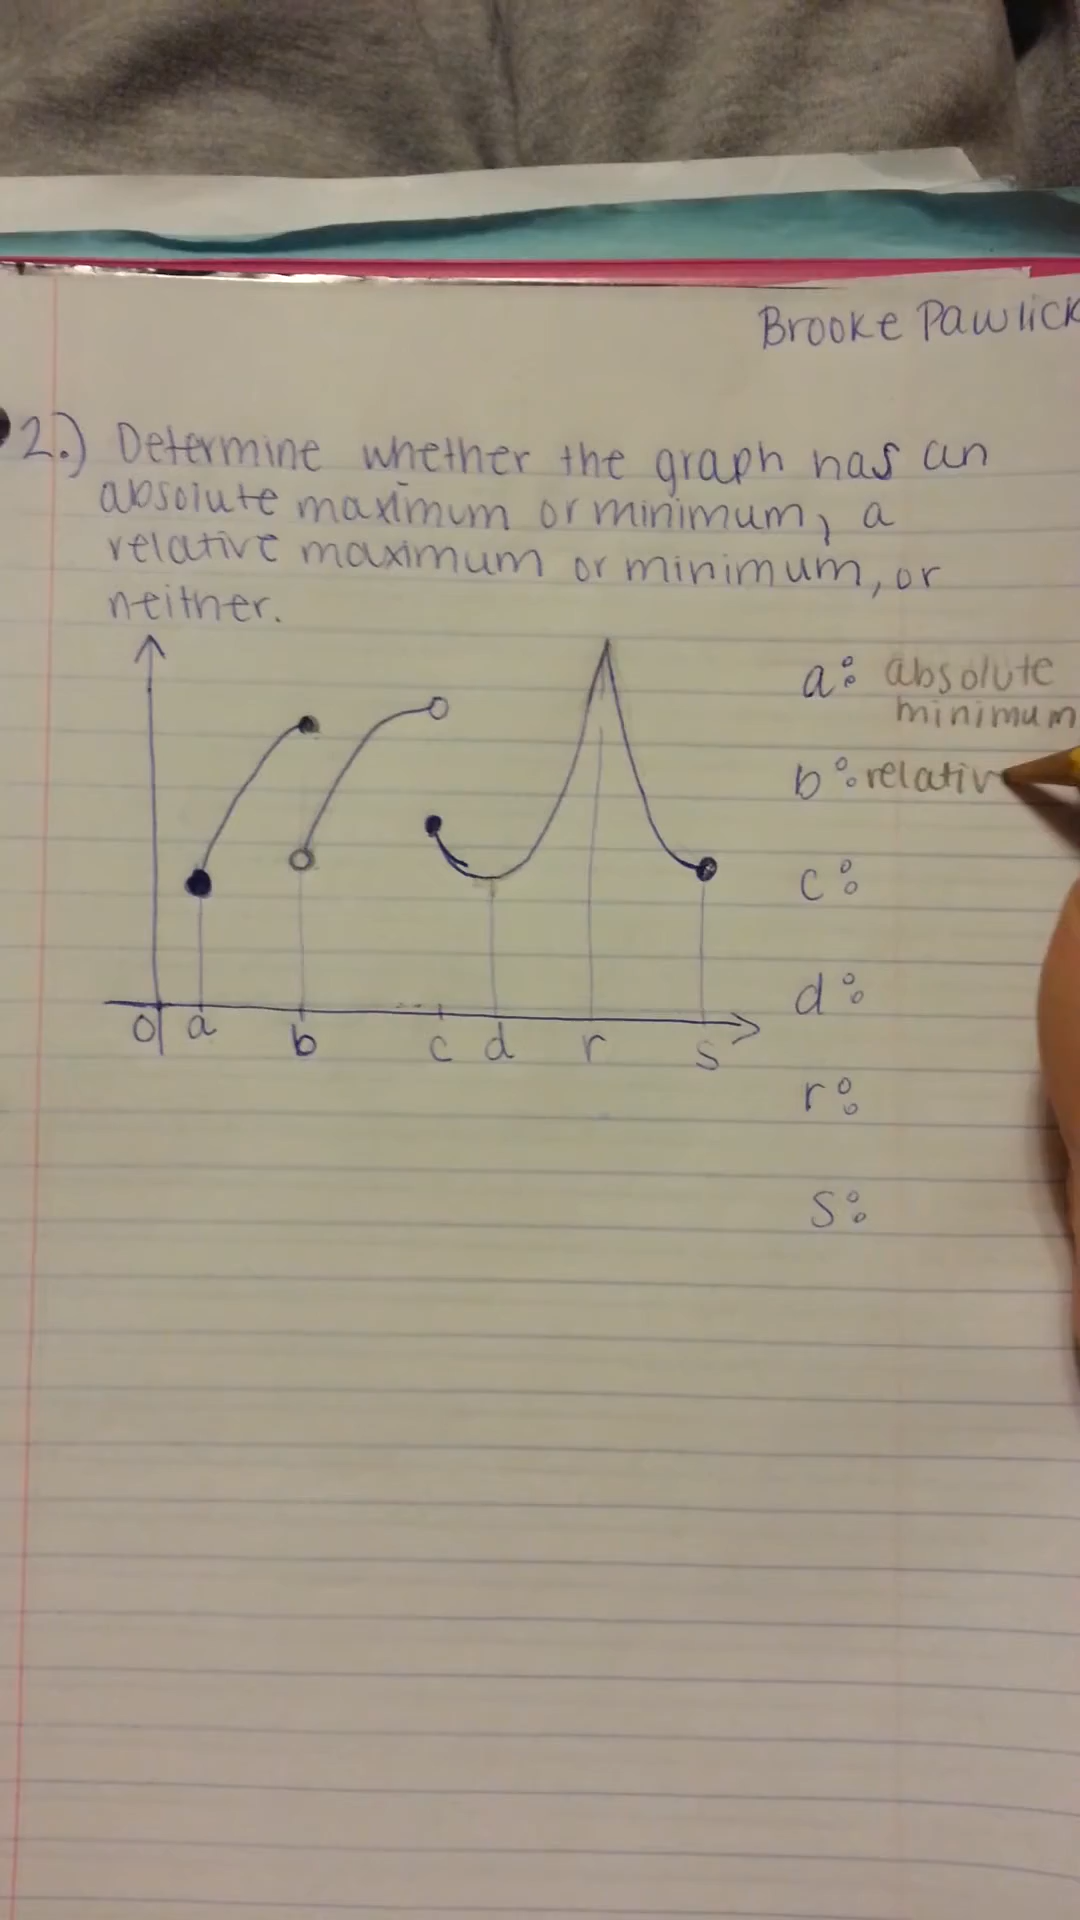 Brooke Pawlick
2.) Determine whether the graph has an
absolute maximum or minimum, a
relative maximum or minimum, or
neither.
a: absolute
minimum
b: relativ
c:
d:
r:
s:
0 a b c d r s